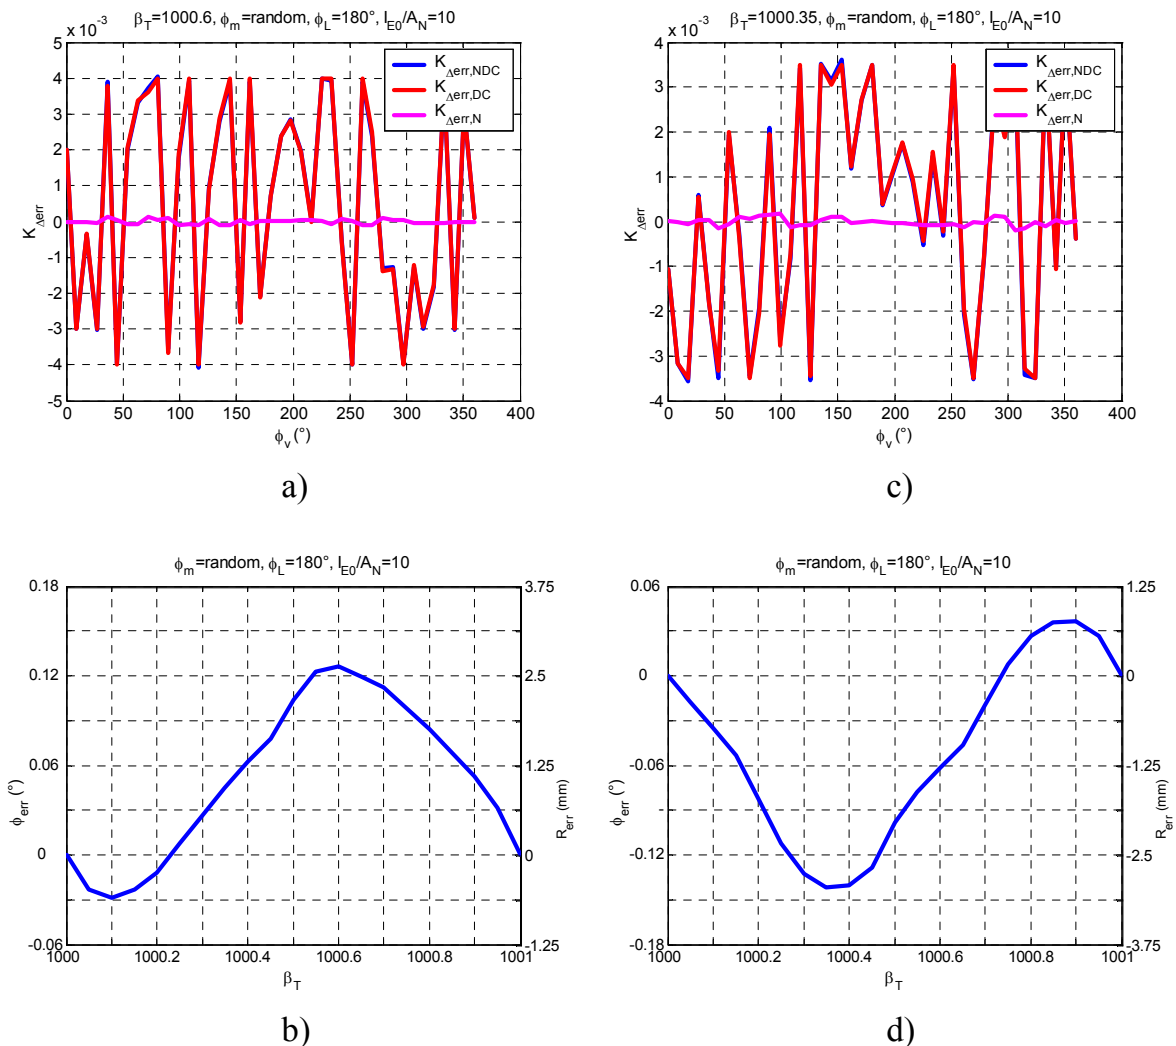 β_T=1000.6, ϕ_m=random, ϕ_L=180°, I_E0/A_N=10
x 10^-3
5
4
3
2
1
0
-1
-2
-3
-4
-5
K_Δerr
K_Δerr,NDC
K_Δerr,DC
K_Δerr,N
0 50 100 150 200 250 300 350 400
ϕ_v (°)
a)
β_T=1000.35, ϕ_m=random, ϕ_L=180°, I_E0/A_N=10
x 10^-3
4
3
2
1
0
-1
-2
-3
-4
K_Δerr
K_Δerr,NDC
K_Δerr,DC
K_Δerr,N
0 50 100 150 200 250 300 350 400
ϕ_v (°)
c)
ϕ_m=random, ϕ_L=180°, I_E0/A_N=10
0.18
0.12
0.06
0
-0.06
ϕ_err (°)
3.75
2.5
1.25
0
-1.25
R_err (mm)
1000 1000.2 1000.4 1000.6 1000.8 1001
β_T
b)
ϕ_m=random, ϕ_L=180°, I_E0/A_N=10
0.06
0
-0.06
-0.12
-0.18
ϕ_err (°)
1.25
0
-1.25
-2.5
-3.75
R_err (mm)
1000 1000.2 1000.4 1000.6 1000.8 1001
β_T
d)